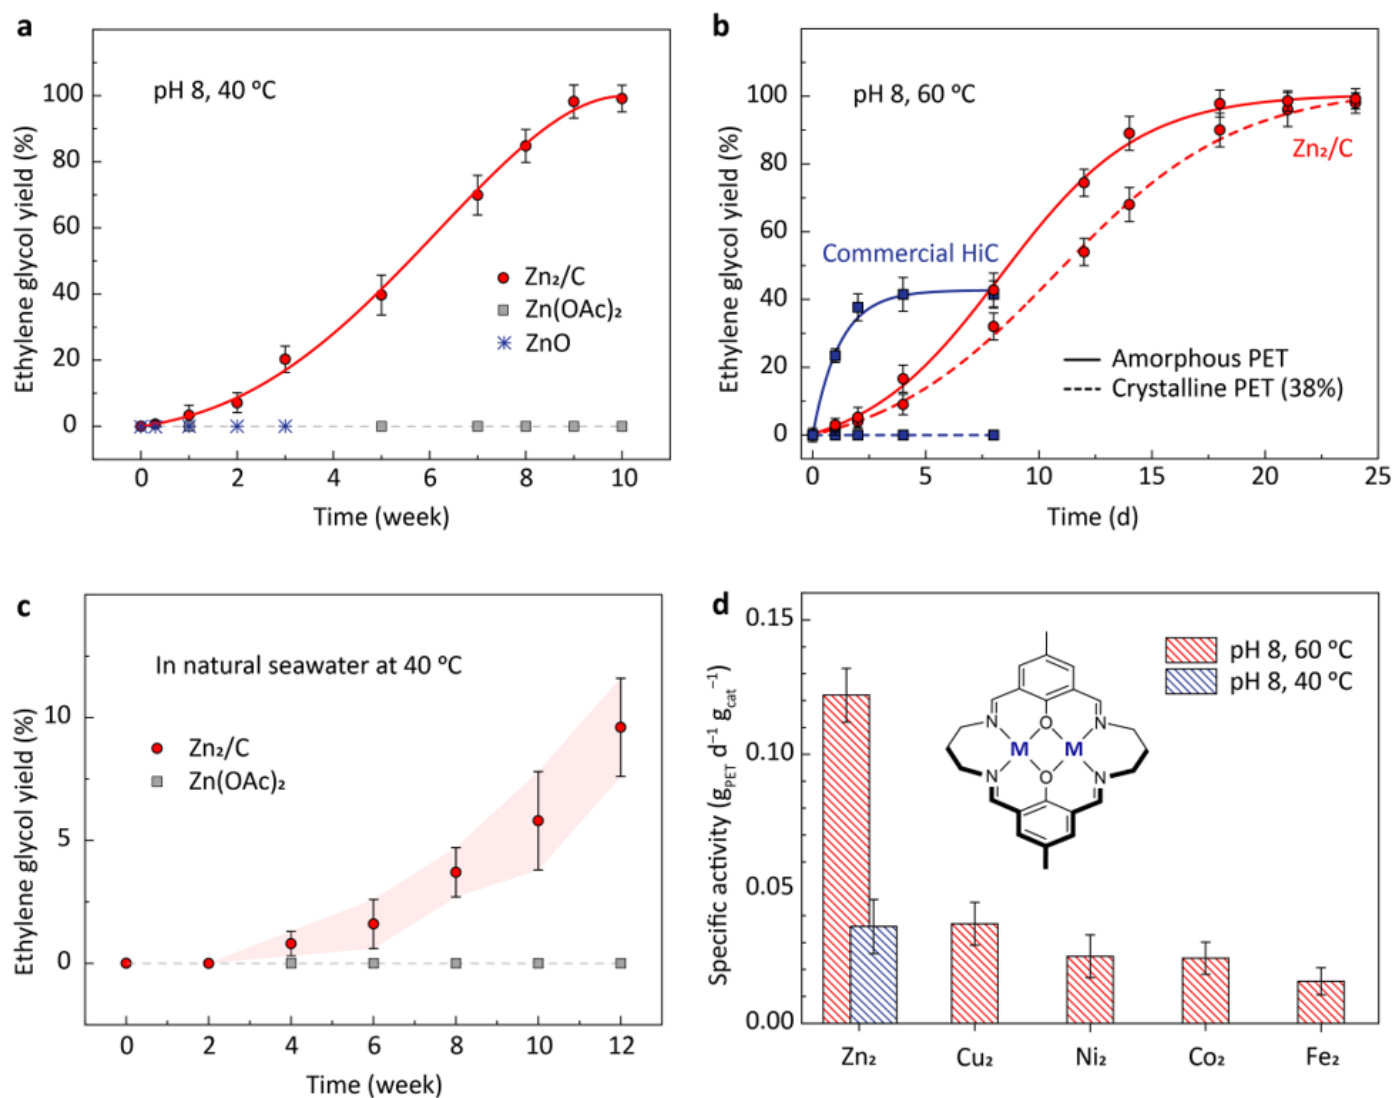 a
pH 8, 40 ºC
Ethylene glycol yield (%)
100
80
60
40
20
0
Zn₂/C
Zn(OAc)₂
ZnO
0 2 4 6 8 10
Time (week)
b
pH 8, 60 ºC
Ethylene glycol yield (%)
100
80
60
40
20
0
Zn₂/C
Commercial HiC
Amorphous PET
Crystalline PET (38%)
0 5 10 15 20 25
Time (d)
c
In natural seawater at 40 ºC
Ethylene glycol yield (%)
10
5
0
Zn₂/C
Zn(OAc)₂
0 2 4 6 8 10 12
Time (week)
d
Specific activity (g_PET d⁻¹ g_cat⁻¹)
0.15
0.10
0.05
0.00
pH 8, 60 ºC
pH 8, 40 ºC
N O N
M M
N O N
Zn₂ Cu₂ Ni₂ Co₂ Fe₂